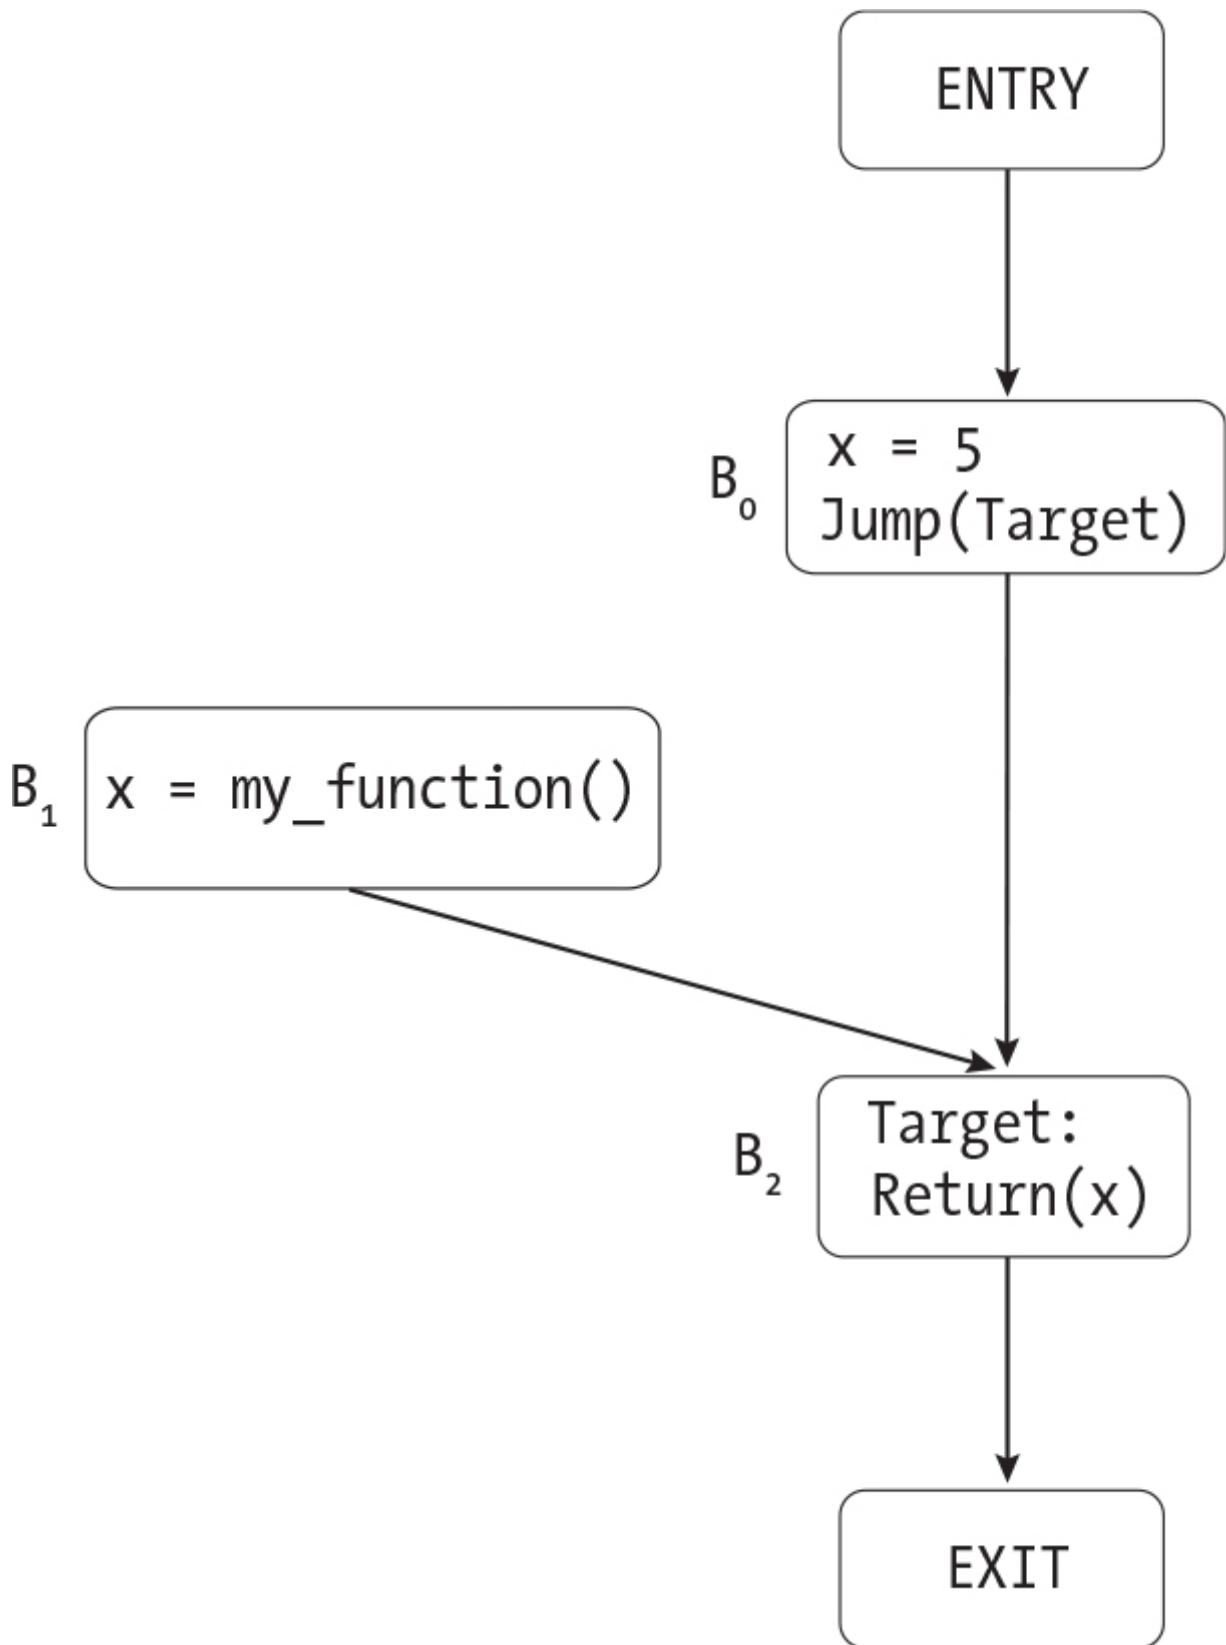 ENTRY
B₀
x = 5
Jump(Target)
B₁
x = my_function()
B₂
Target:
Return(x)
EXIT